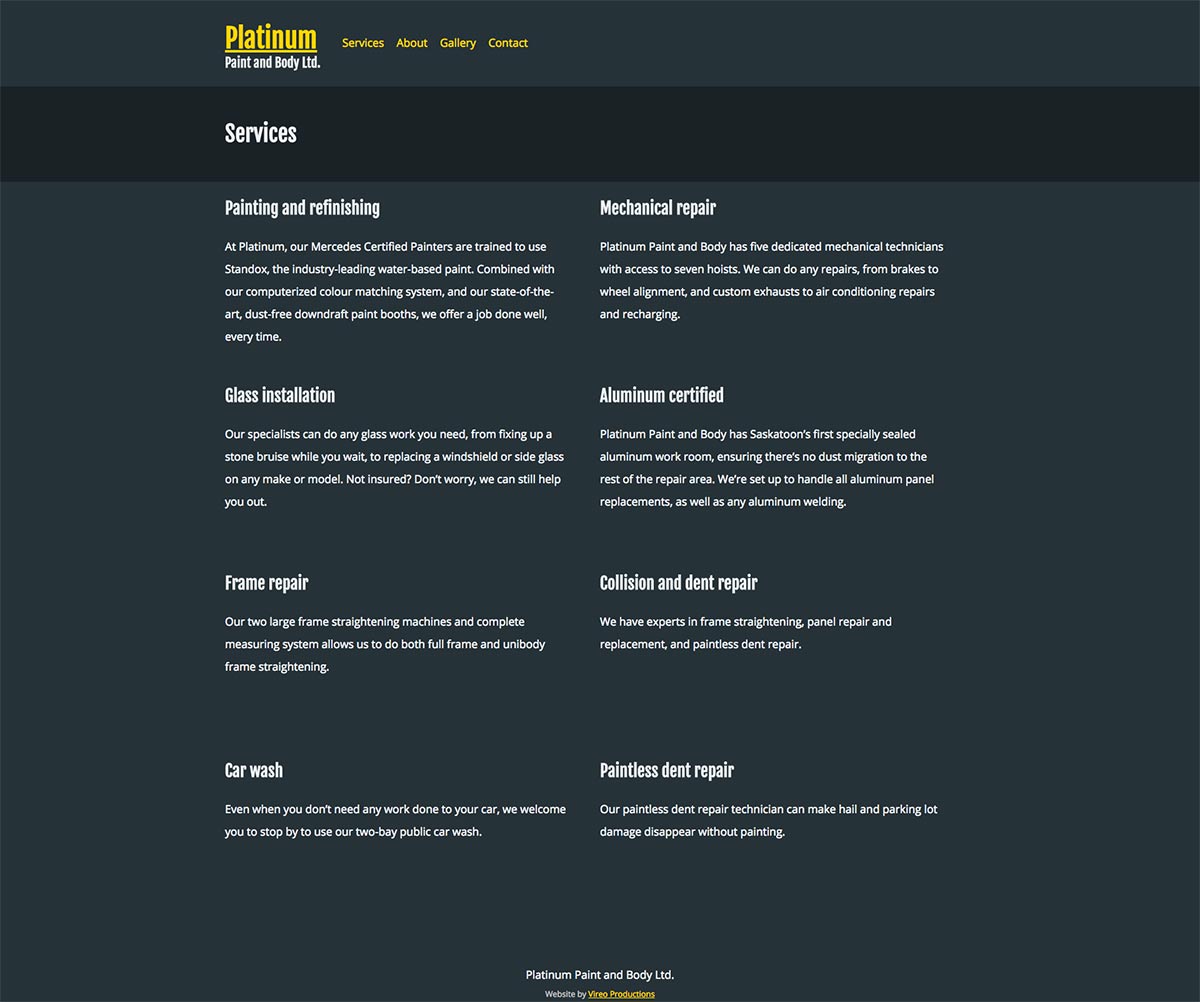 Platinum
Paint and Body Ltd.
Services About Gallery Contact
Services
Painting and refinishing
At Platinum, our Mercedes Certified Painters are trained to use
Standox, the industry-leading water-based paint. Combined with
our computerized colour matching system, and our state-of-the-
art, dust-free downdraft paint booths, we offer a job done well,
every time.
Mechanical repair
Platinum Paint and Body has five dedicated mechanical technicians
with access to seven hoists. We can do any repairs, from brakes to
wheel alignment, and custom exhausts to air conditioning repairs
and recharging.
Glass installation
Our specialists can do any glass work you need, from fixing up a
stone bruise while you wait, to replacing a windshield or side glass
on any make or model. Not insured? Don’t worry, we can still help
you out.
Aluminum certified
Platinum Paint and Body has Saskatoon’s first specially sealed
aluminum work room, ensuring there’s no dust migration to the
rest of the repair area. We’re set up to handle all aluminum panel
replacements, as well as any aluminum welding.
Frame repair
Our two large frame straightening machines and complete
measuring system allows us to do both full frame and unibody
frame straightening.
Collision and dent repair
We have experts in frame straightening, panel repair and
replacement, and paintless dent repair.
Car wash
Even when you don’t need any work done to your car, we welcome
you to stop by to use our two-bay public car wash.
Paintless dent repair
Our paintless dent repair technician can make hail and parking lot
damage disappear without painting.
Platinum Paint and Body Ltd.
Website by Vireo Productions